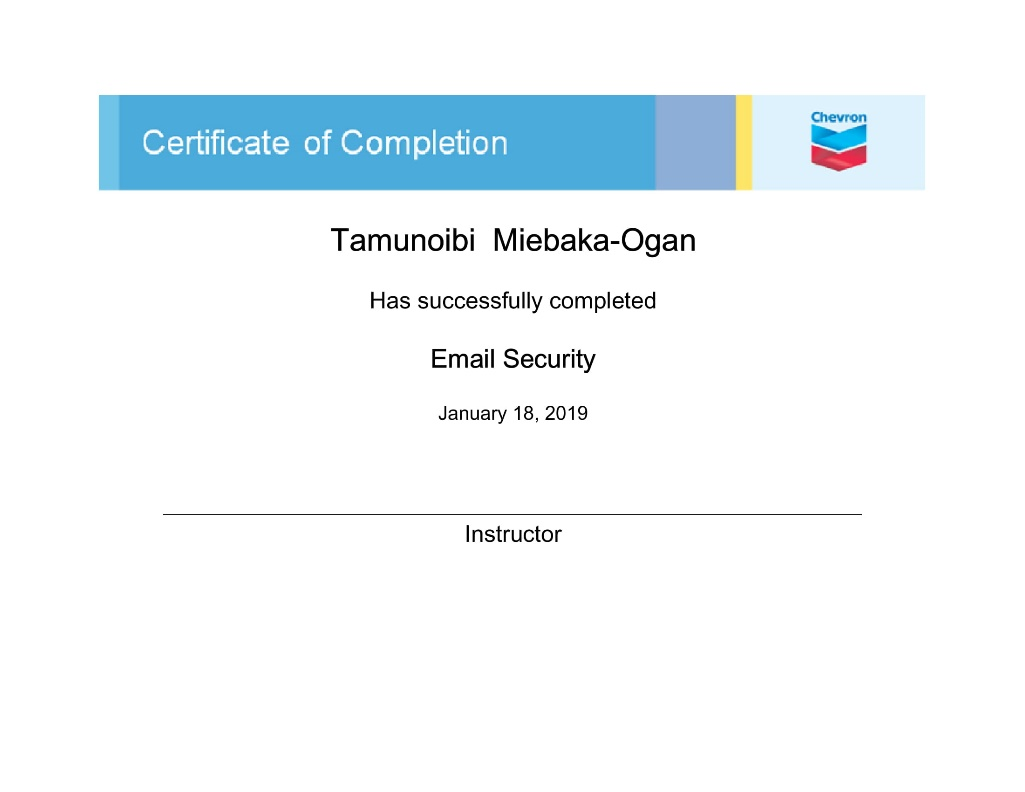 Certificate of Completion
Chevron
Tamunoibi Miebaka-Ogan
Has successfully completed
Email Security
January 18, 2019
Instructor